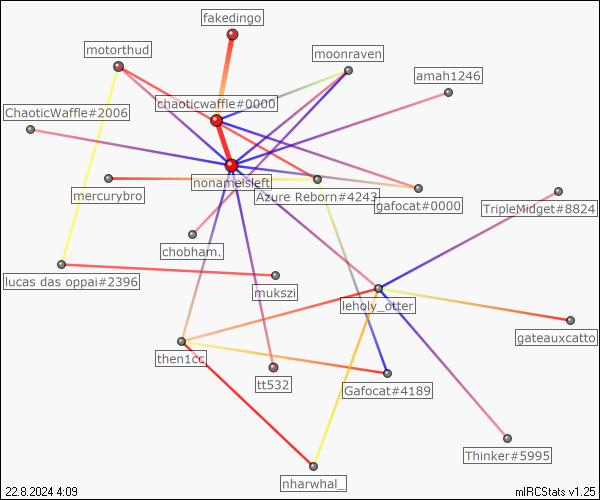 fakedingo
motorthud
moonraven
amah1246
chaoticwaffle#0000
ChaoticWaffle#2006
nonameisleft
mercurybro
Azure Reborn#4243
gafocat#0000
TripleMidget#8824
chobham.
lucas das oppai#2396
mukszi
leholy_otter
gateauxcatto
then1cc
tt532
Gafocat#4189
Thinker#5995
nharwhal_
22.8.2024 4:09
mIRCStats v1.25